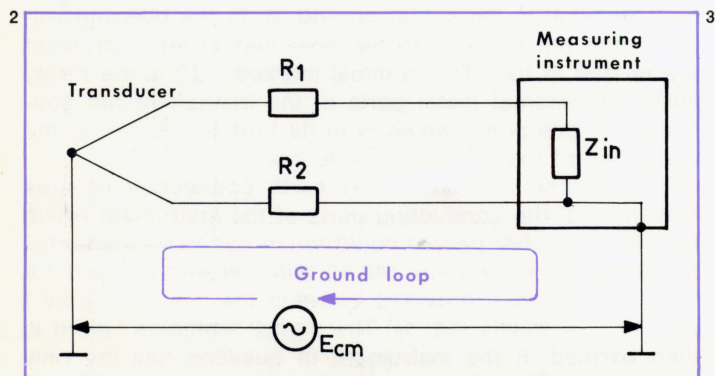 2
3
Measuring
instrument
R1
Transducer
Zin
R2
Ground loop
Ecm